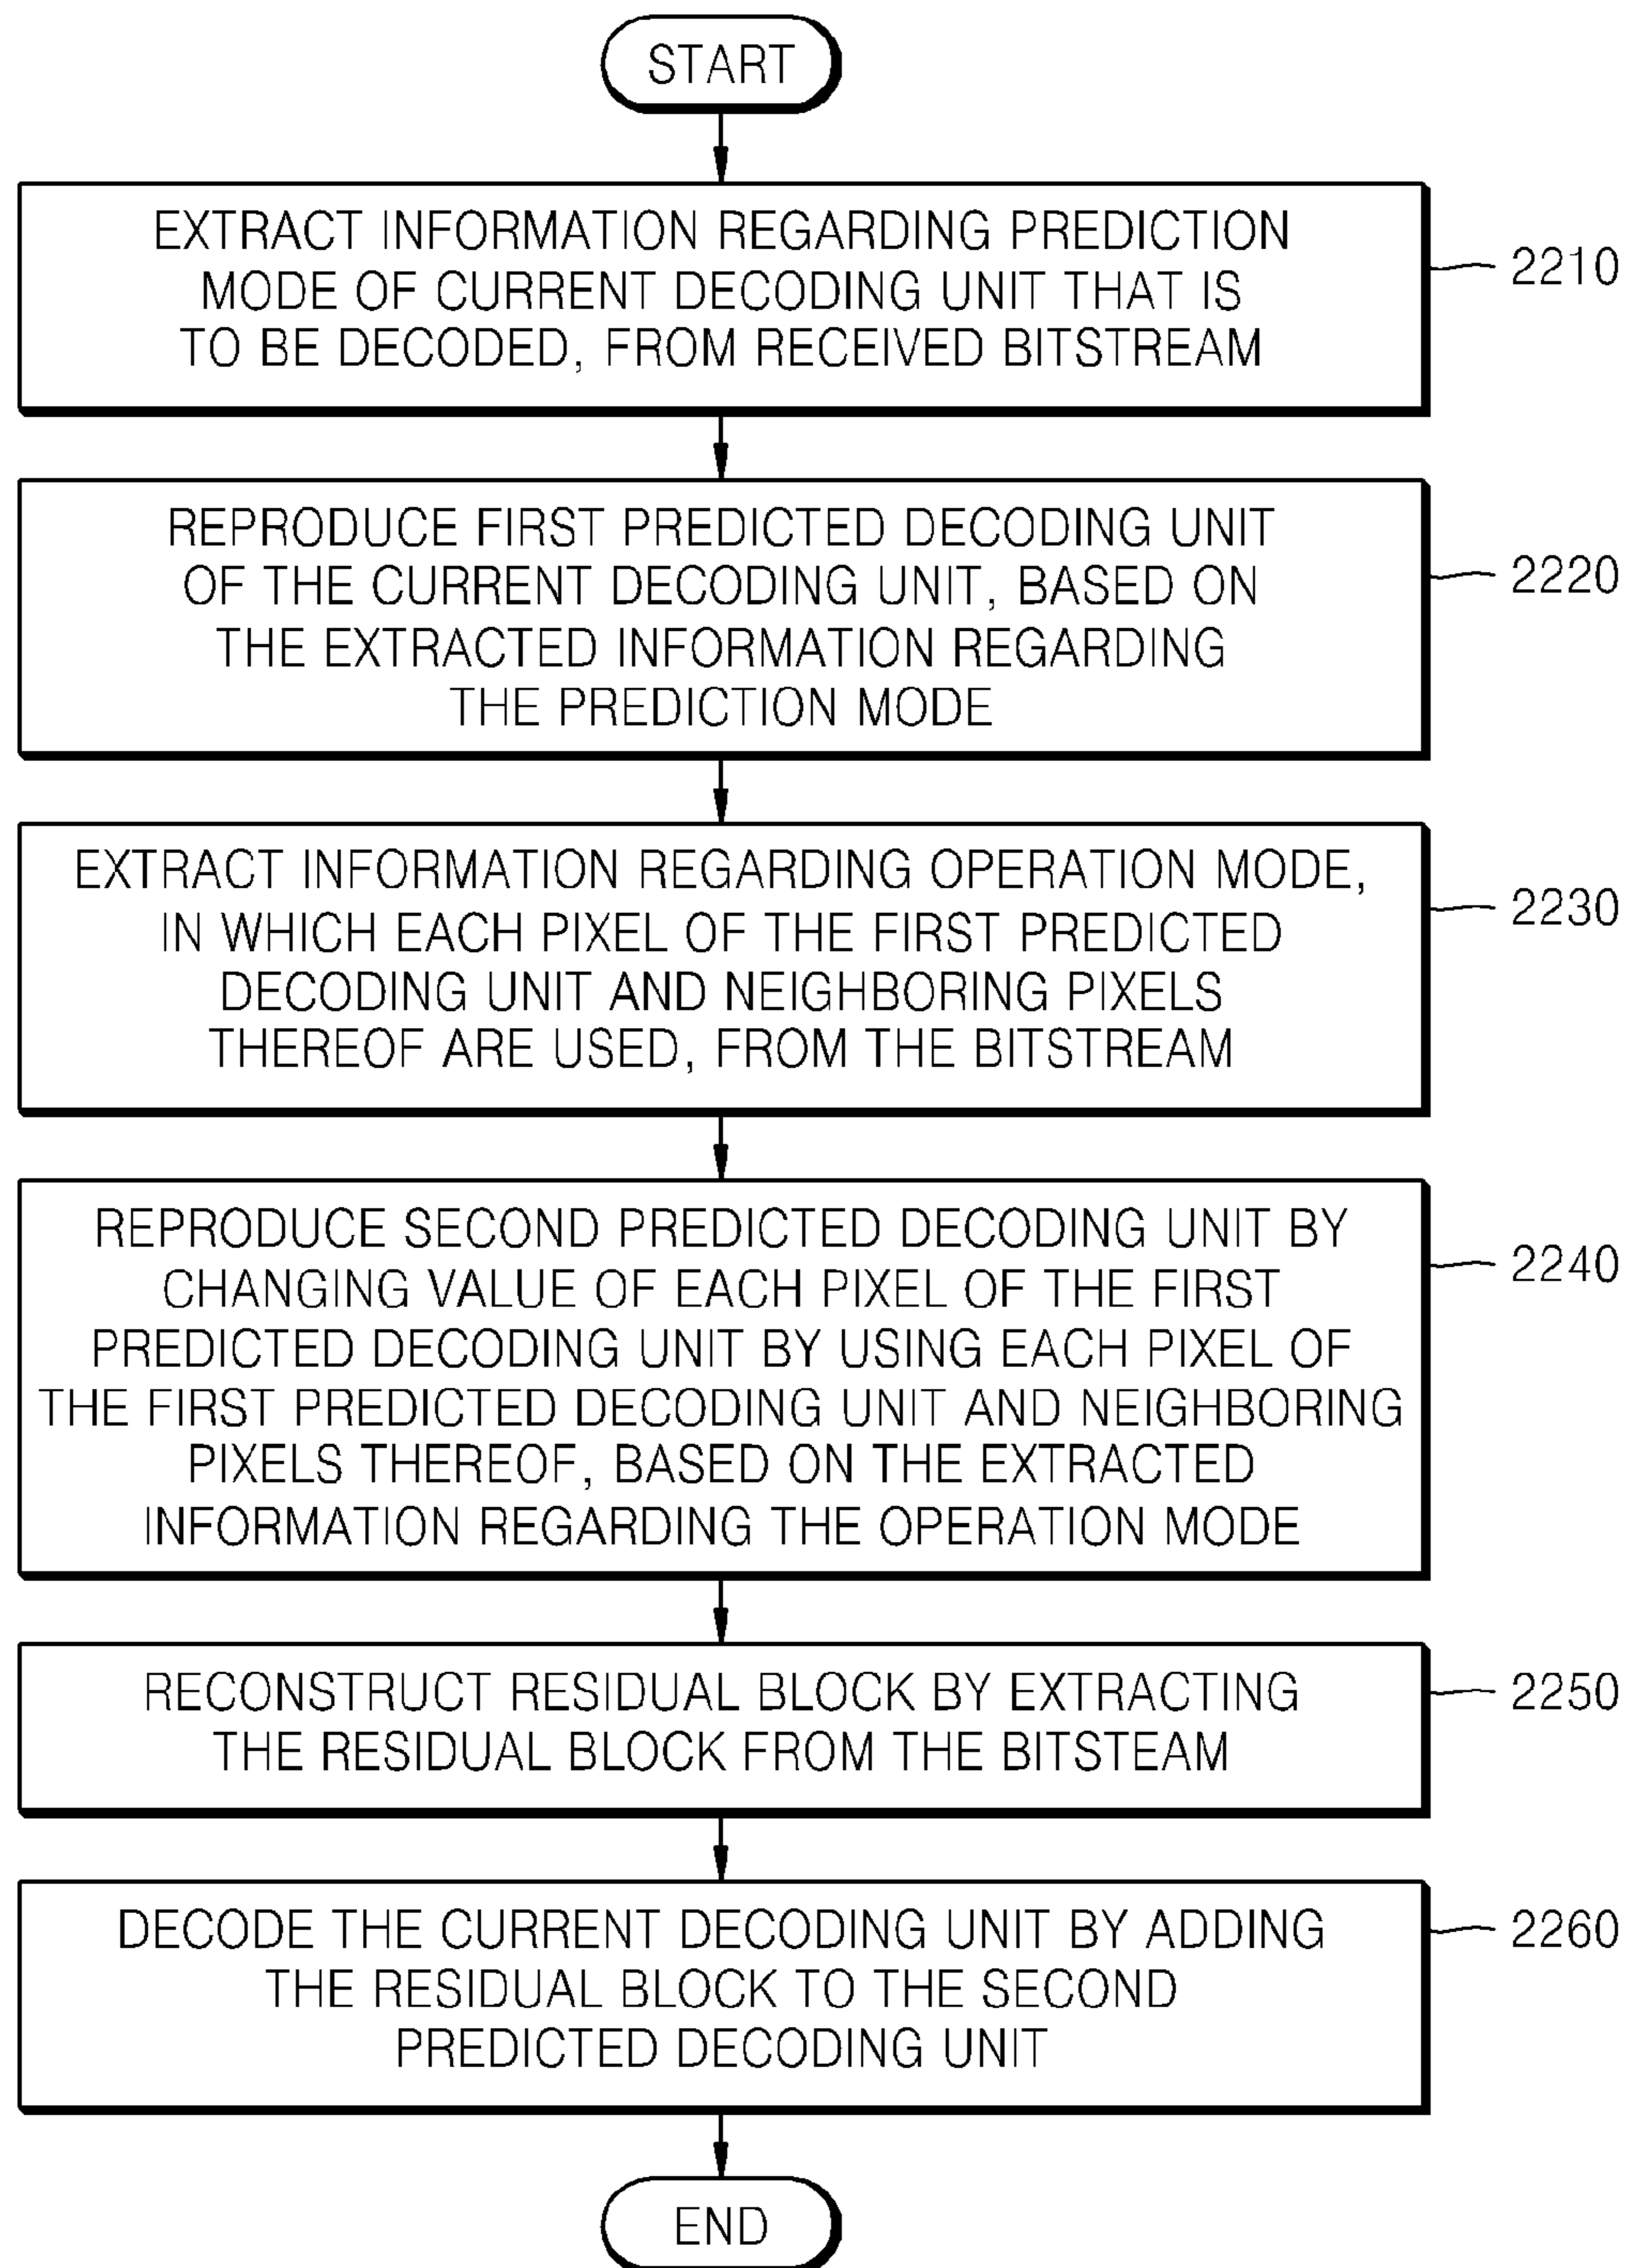 START
EXTRACT INFORMATION REGARDING PREDICTION
MODE OF CURRENT DECODING UNIT THAT IS
TO BE DECODED, FROM RECEIVED BITSTREAM
2210
REPRODUCE FIRST PREDICTED DECODING UNIT
OF THE CURRENT DECODING UNIT, BASED ON
THE EXTRACTED INFORMATION REGARDING
THE PREDICTION MODE
2220
EXTRACT INFORMATION REGARDING OPERATION MODE,
IN WHICH EACH PIXEL OF THE FIRST PREDICTED
DECODING UNIT AND NEIGHBORING PIXELS
THEREOF ARE USED, FROM THE BITSTREAM
2230
REPRODUCE SECOND PREDICTED DECODING UNIT BY
CHANGING VALUE OF EACH PIXEL OF THE FIRST
PREDICTED DECODING UNIT BY USING EACH PIXEL OF
THE FIRST PREDICTED DECODING UNIT AND NEIGHBORING
PIXELS THEREOF, BASED ON THE EXTRACTED
INFORMATION REGARDING THE OPERATION MODE
2240
RECONSTRUCT RESIDUAL BLOCK BY EXTRACTING
THE RESIDUAL BLOCK FROM THE BITSTEAM
2250
DECODE THE CURRENT DECODING UNIT BY ADDING
THE RESIDUAL BLOCK TO THE SECOND
PREDICTED DECODING UNIT
2260
END